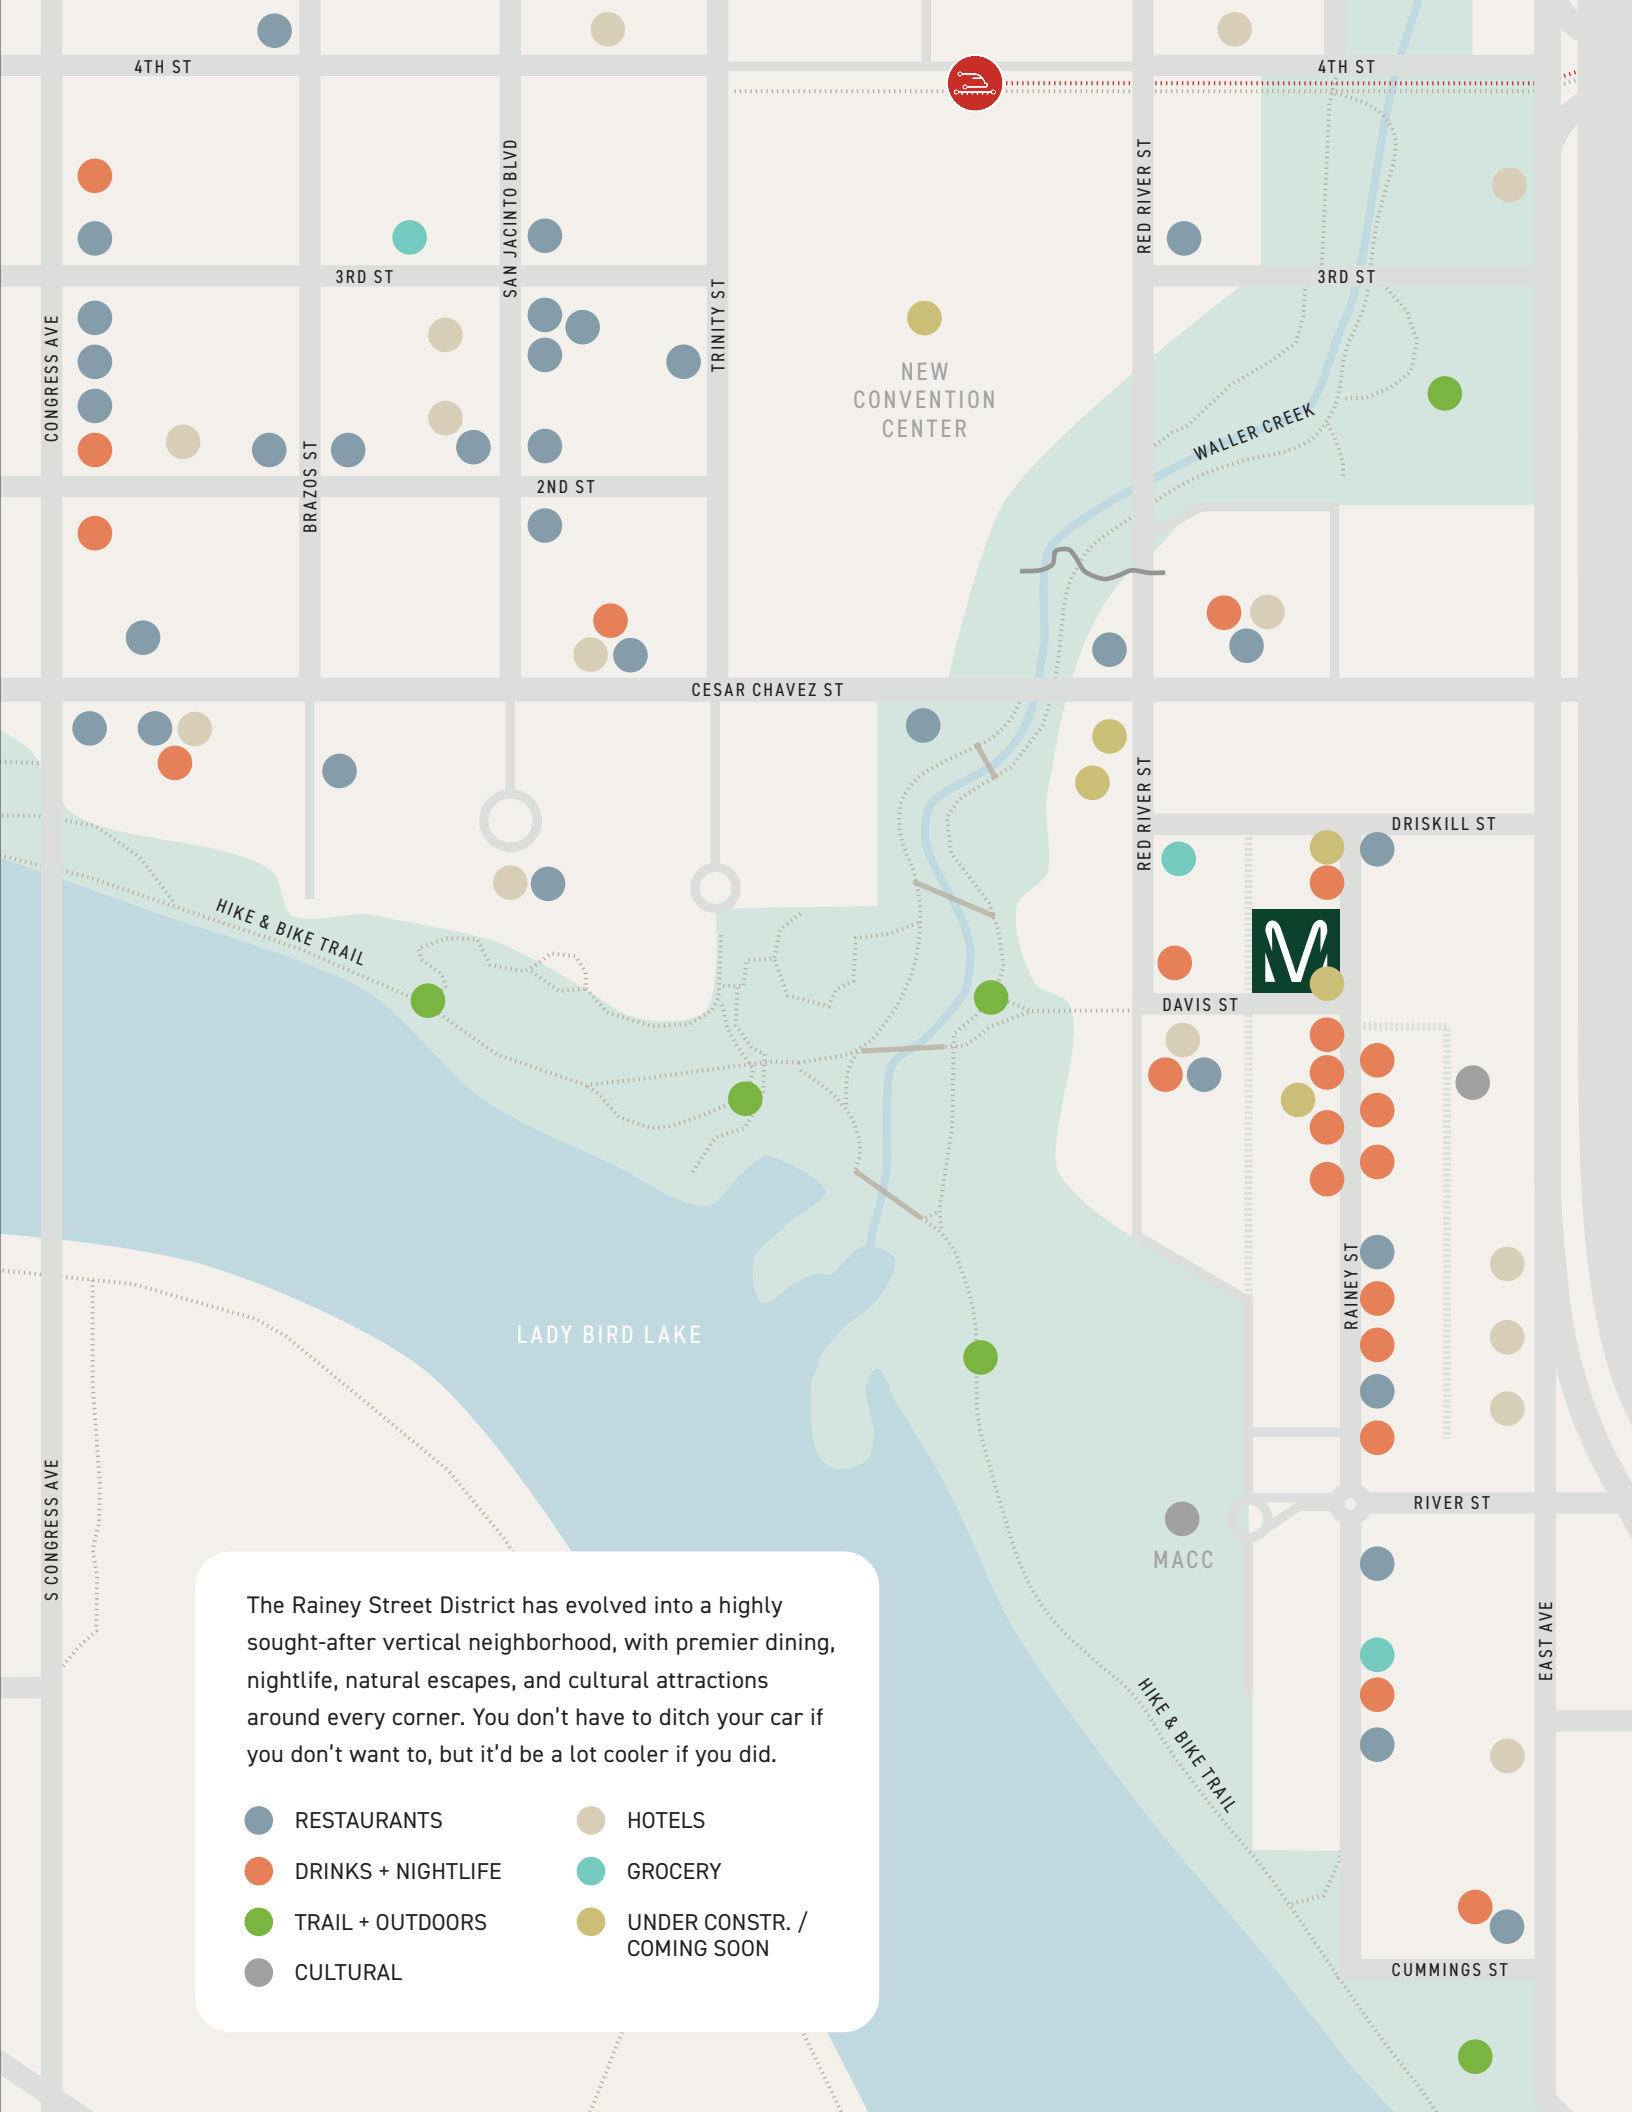 4TH ST
4TH ST
RED RIVER ST
SAN JACINTO BLVD
3RD ST
3RD ST
TRINITY ST
CONGRESS AVE
NEW
CONVENTION
CENTER
WALLER CREEK
BRAZOS ST
2ND ST
CESAR CHAVEZ ST
RED RIVER ST
DRISKILL ST
HIKE & BIKE TRAIL
M
DAVIS ST
RAINEY ST
LADY BIRD LAKE
S CONGRESS AVE
RIVER ST
MACC
EAST AVE
HIKE & BIKE TRAIL
The Rainey Street District has evolved into a highly
sought-after vertical neighborhood, with premier dining,
nightlife, natural escapes, and cultural attractions
around every corner. You don't have to ditch your car if
you don't want to, but it'd be a lot cooler if you did.
RESTAURANTS
DRINKS + NIGHTLIFE
TRAIL + OUTDOORS
CULTURAL
HOTELS
GROCERY
UNDER CONSTR. /
COMING SOON
CUMMINGS ST